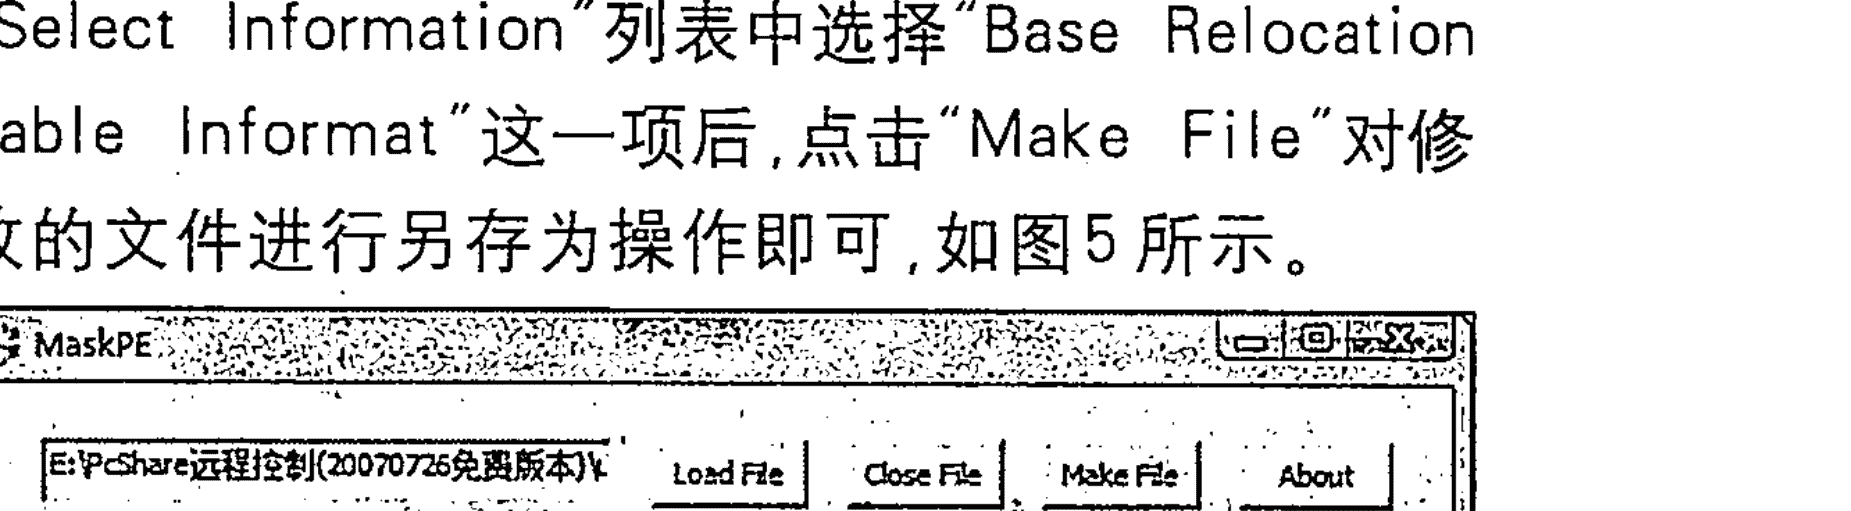 Select Information”列表中选择“Base Relocation
able Informat”这一项后,点击“Make File”对修
的文件进行另存为操作即可,如图5所示。
MaskPE
E:\PcShare远程控制(20070726免费版本)\
Load File
Close File
Make File
About